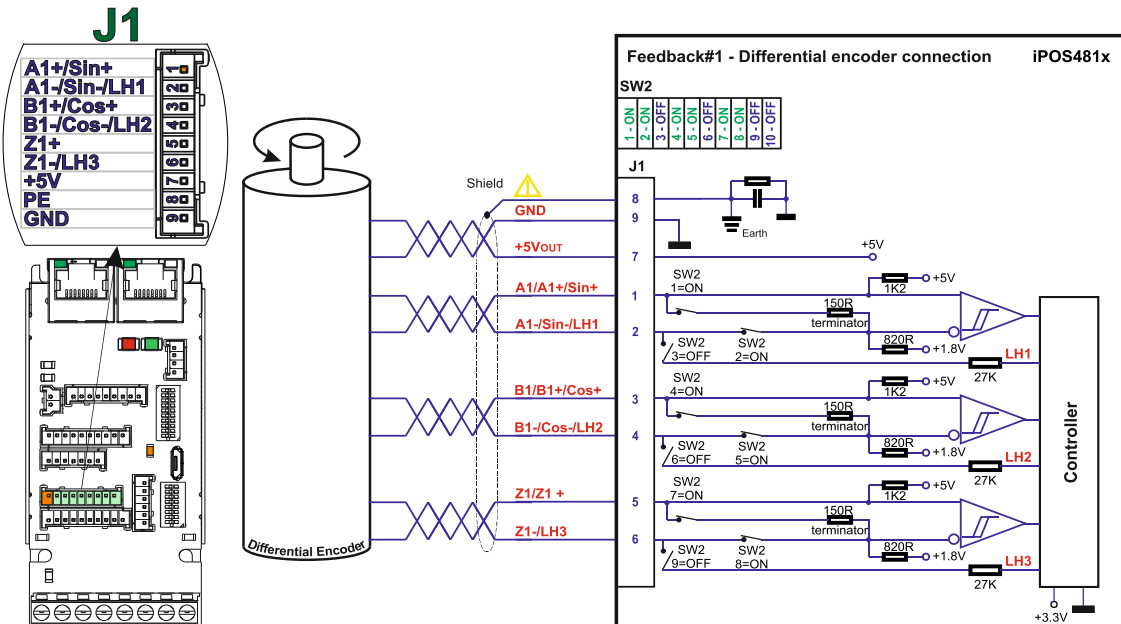 J1
A1+/Sin+
1
A1-/Sin-/LH1
2
B1+/Cos+
3
B1-/Cos-/LH2
4
Z1+
5
Z1-/LH3
6
+5V
7
PE
8
GND
9
Differential Encoder
Feedback#1 - Differential encoder connection
iPOS481x
SW2
1 - ON
2 - ON
3 - OFF
4 - ON
5 - ON
6 - OFF
7 - ON
8 - ON
9 - OFF
10 - OFF
J1
Shield
8
GND
9
Earth
+5VOUT
7
+5V
A1/A1+/Sin+
1
SW2
1=ON
1K2
+5V
150R
terminator
A1-/Sin-/LH1
2
SW2
3=OFF
SW2
2=ON
820R
+1.8V
LH1
27K
B1/B1+/Cos+
3
SW2
4=ON
1K2
+5V
150R
terminator
B1-/Cos-/LH2
4
SW2
6=OFF
SW2
5=ON
820R
+1.8V
LH2
27K
Z1/Z1 +
5
SW2
7=ON
1K2
+5V
150R
terminator
Z1-/LH3
6
SW2
9=OFF
SW2
8=ON
820R
+1.8V
LH3
27K
Controller
+3.3V